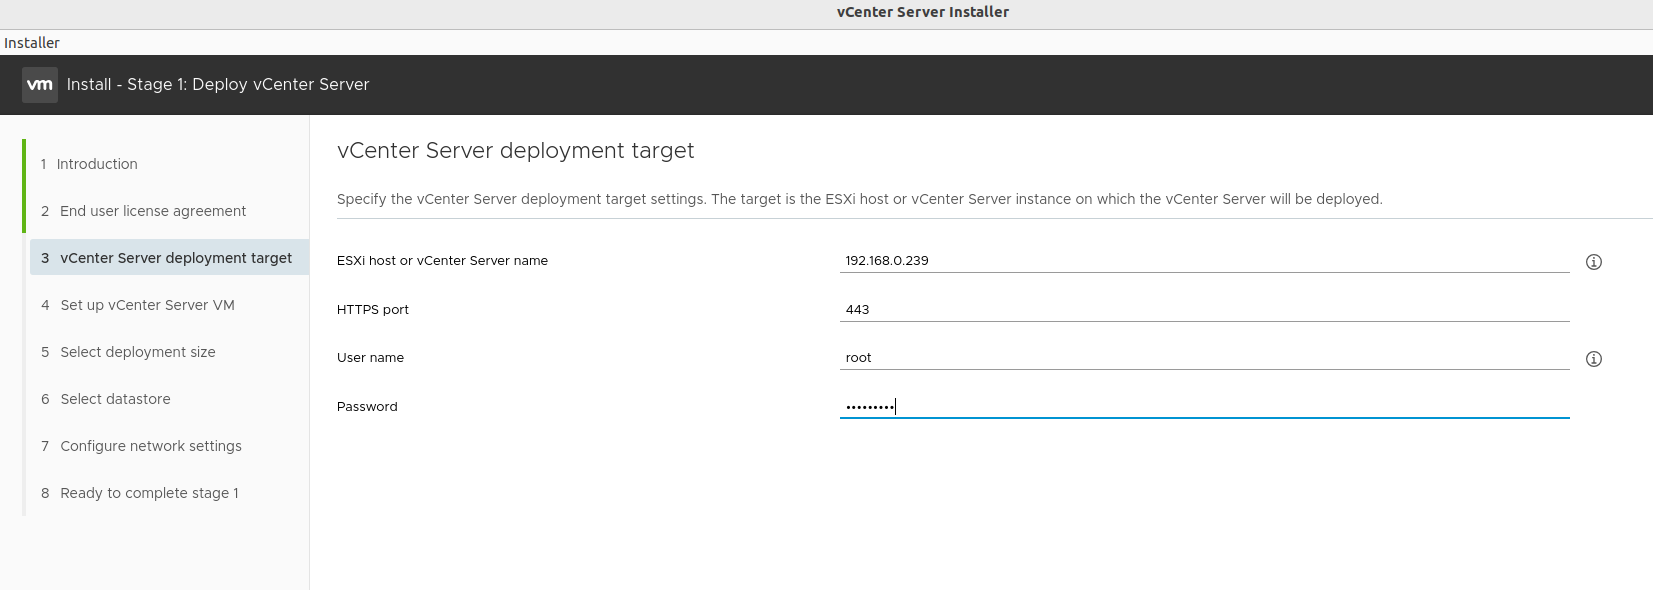 vCenter Server Installer
Installer
vm Install - Stage 1: Deploy vCenter Server
1 Introduction
2 End user license agreement
3 vCenter Server deployment target
4 Set up vCenter Server VM
5 Select deployment size
6 Select datastore
7 Configure network settings
8 Ready to complete stage 1
vCenter Server deployment target
Specify the vCenter Server deployment target settings. The target is the ESXi host or vCenter Server instance on which the vCenter Server will be deployed.
ESXi host or vCenter Server name 192.168.0.239
HTTPS port 443
User name root
Password •••••••••